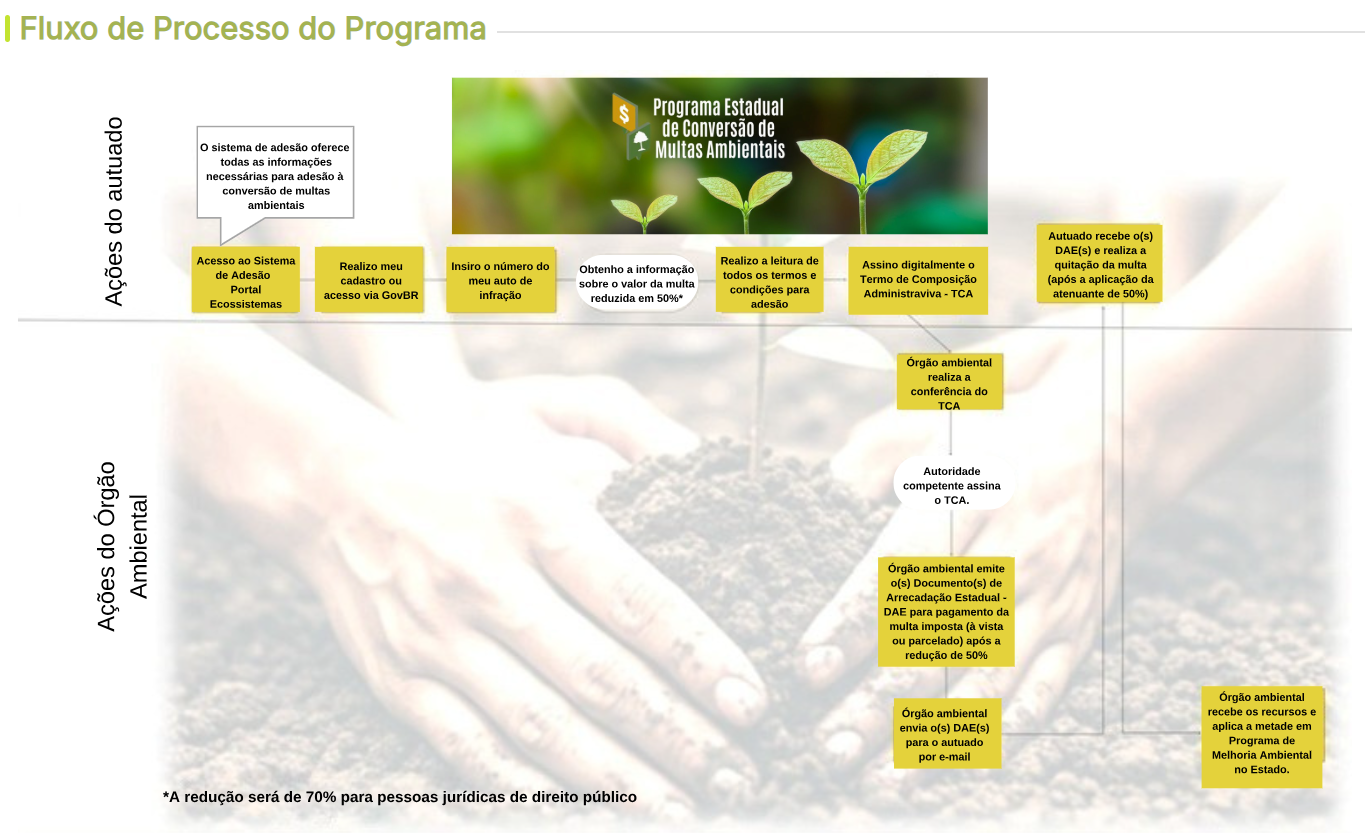 Fluxo de Processo do Programa
Programa Estadual
de Conversão de
Multas Ambientais
$
Ações do autuado
O sistema de adesão oferece
todas as informações
necessárias para adesão à
conversão de multas
ambientais
Acesso ao Sistema
de Adesão
Portal
Ecossistemas
Realizo meu
cadastro ou
acesso via GovBR
Insiro o número do
meu auto de
infração
Obtenho a informação
sobre o valor da multa
reduzida em 50%*
Realizo a leitura de
todos os termos e
condições para
adesão
Assino digitalmente o
Termo de Composição
Administraviva - TCA
Autuado recebe o(s)
DAE(s) e realiza a
quitação da multa
(após a aplicação da
atenuante de 50%)
Ações do Órgão
Ambiental
Órgão ambiental
realiza a
conferência do
TCA
Autoridade
competente assina
o TCA.
Órgão ambiental emite
o(s) Documento(s) de
Arrecadação Estadual -
DAE para pagamento da
multa imposta (à vista
ou parcelado) após a
redução de 50%
Órgão ambiental
envia o(s) DAE(s)
para o autuado
por e-mail
Órgão ambiental
recebe os recursos e
aplica a metade em
Programa de
Melhoria Ambiental
no Estado.
*A redução será de 70% para pessoas jurídicas de direito público